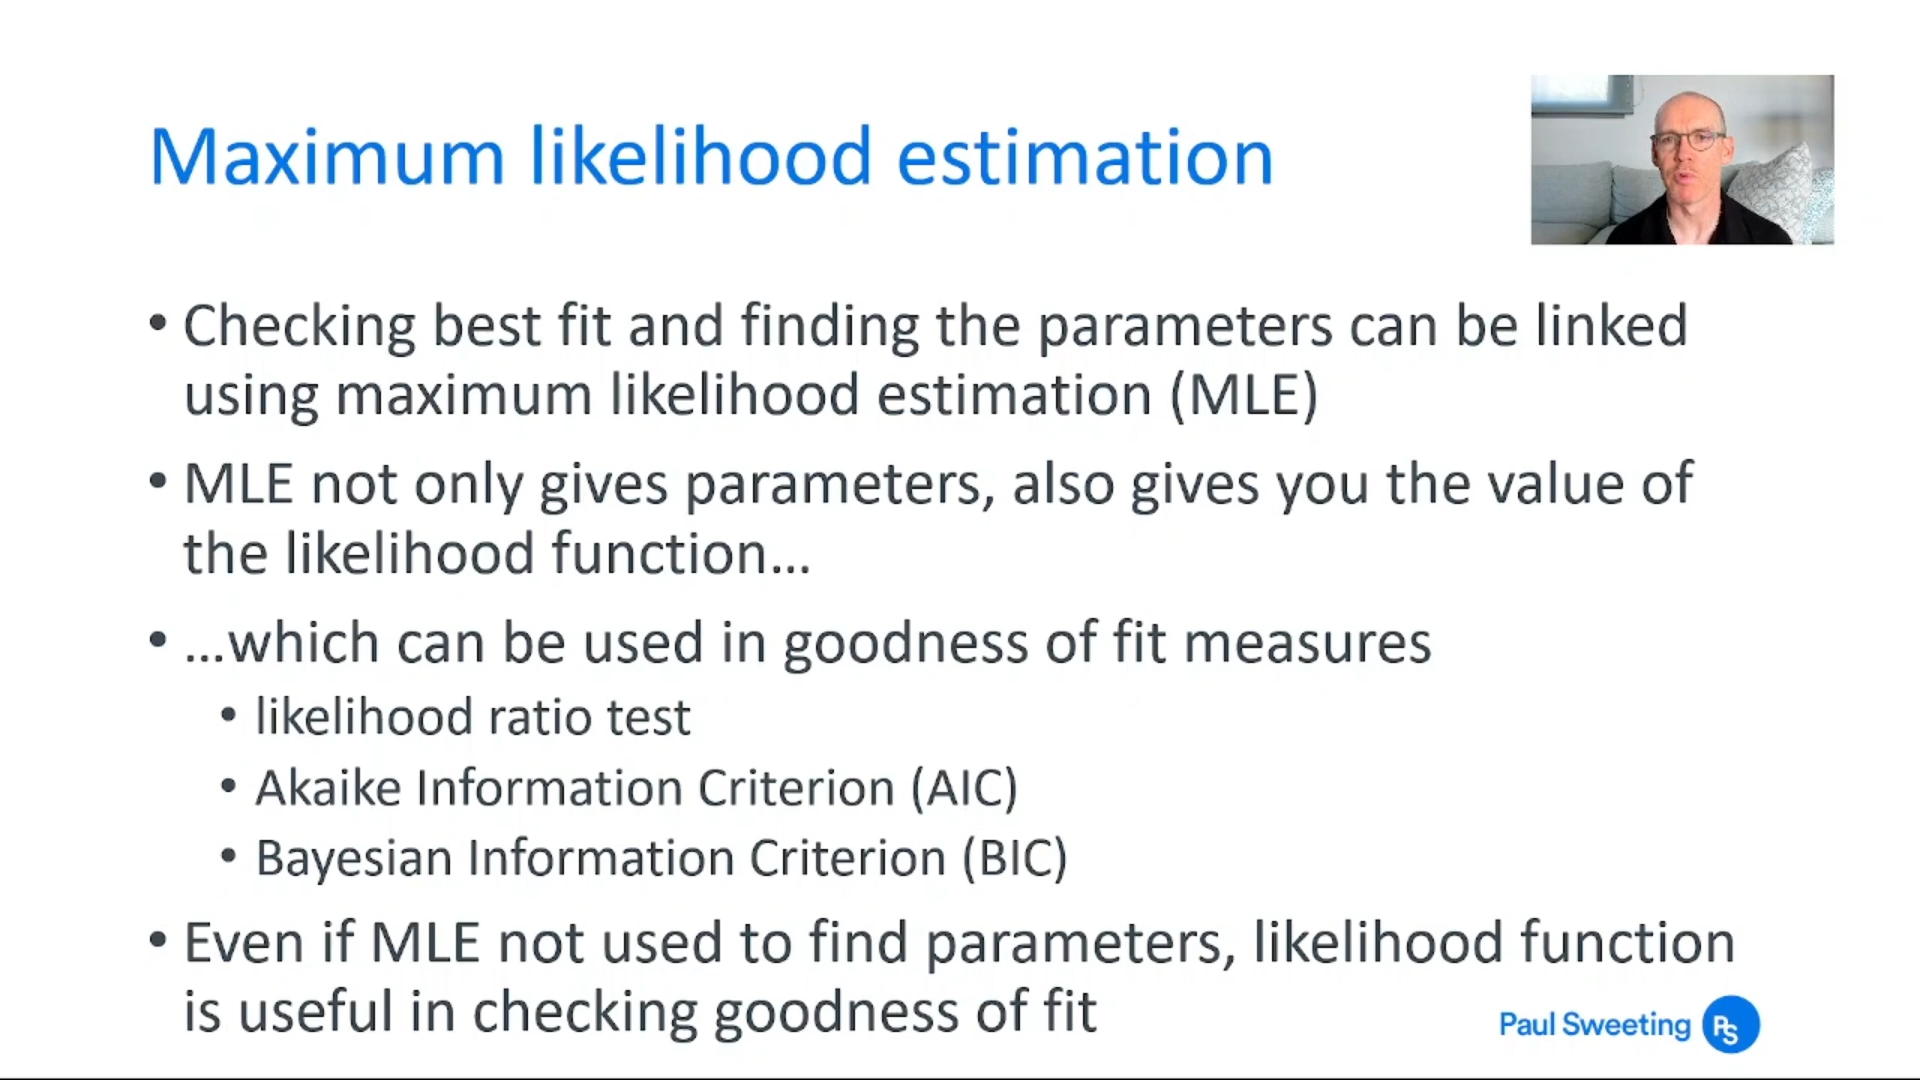 Maximum likelihood estimation
• Checking best fit and finding the parameters can be linked
using maximum likelihood estimation (MLE)
• MLE not only gives parameters, also gives you the value of
the likelihood function...
• ...which can be used in goodness of fit measures
• likelihood ratio test
• Akaike Information Criterion (AIC)
• Bayesian Information Criterion (BIC)
• Even if MLE not used to find parameters, likelihood function
is useful in checking goodness of fit
Paul Sweeting PS